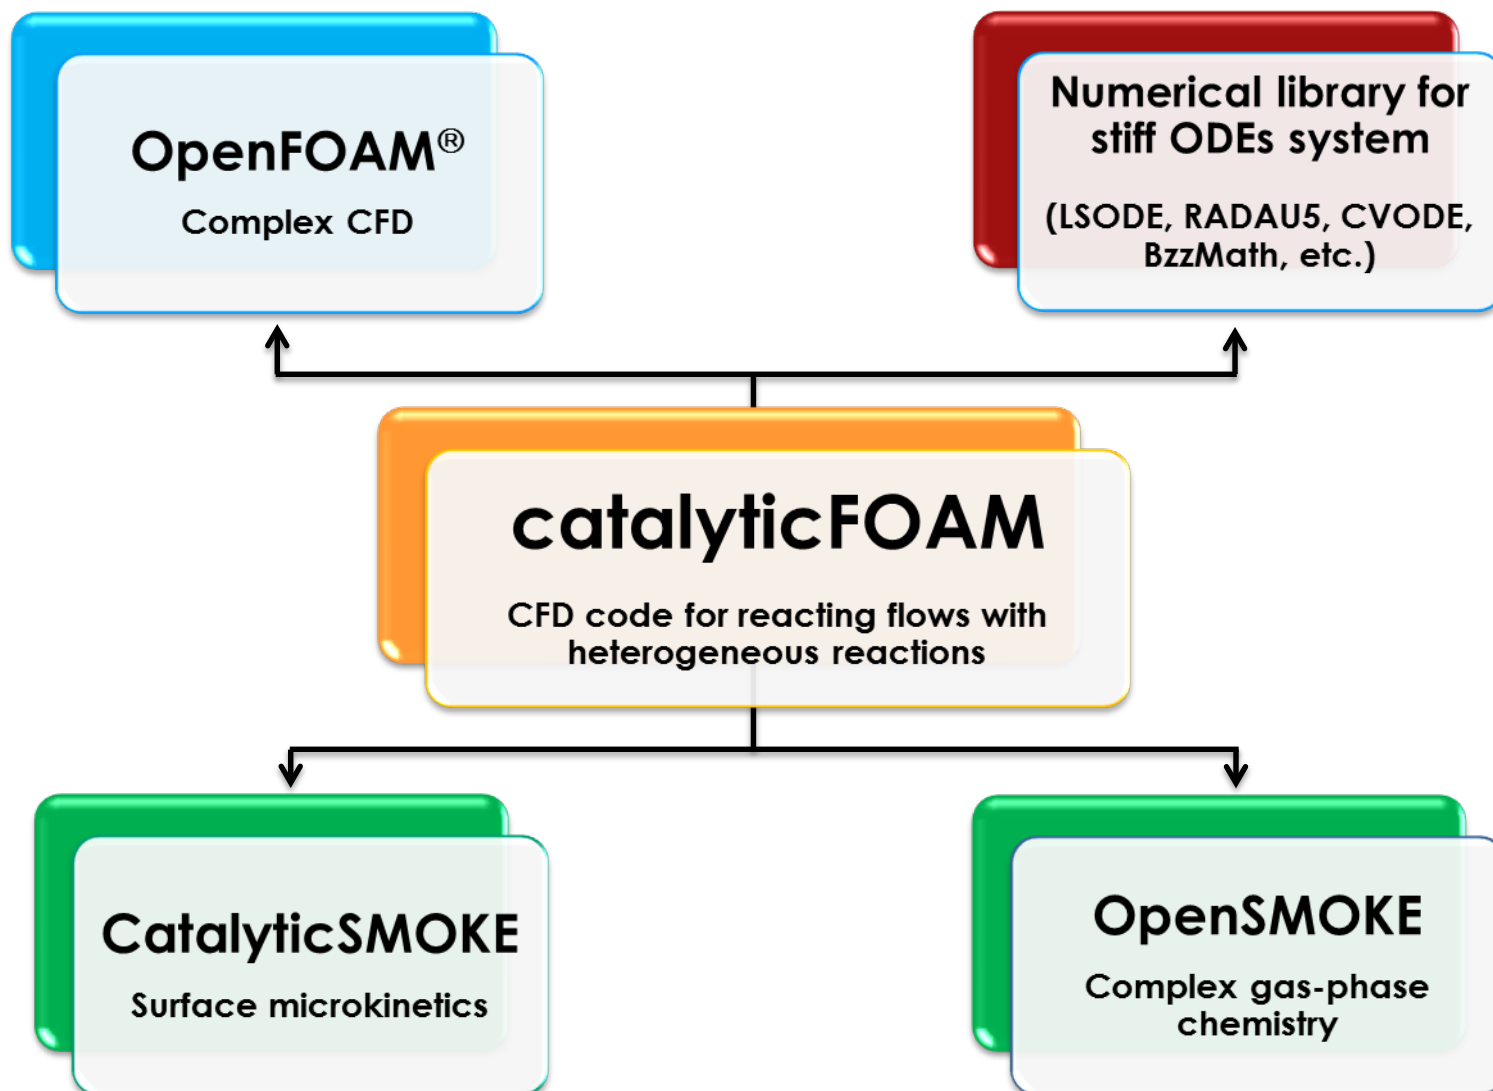 OpenFOAM®
Complex CFD
Numerical library for
stiff ODEs system
(LSODE, RADAU5, CVODE,
BzzMath, etc.)
catalyticFOAM
CFD code for reacting flows with
heterogeneous reactions
CatalyticSMOKE
Surface microkinetics
OpenSMOKE
Complex gas-phase
chemistry